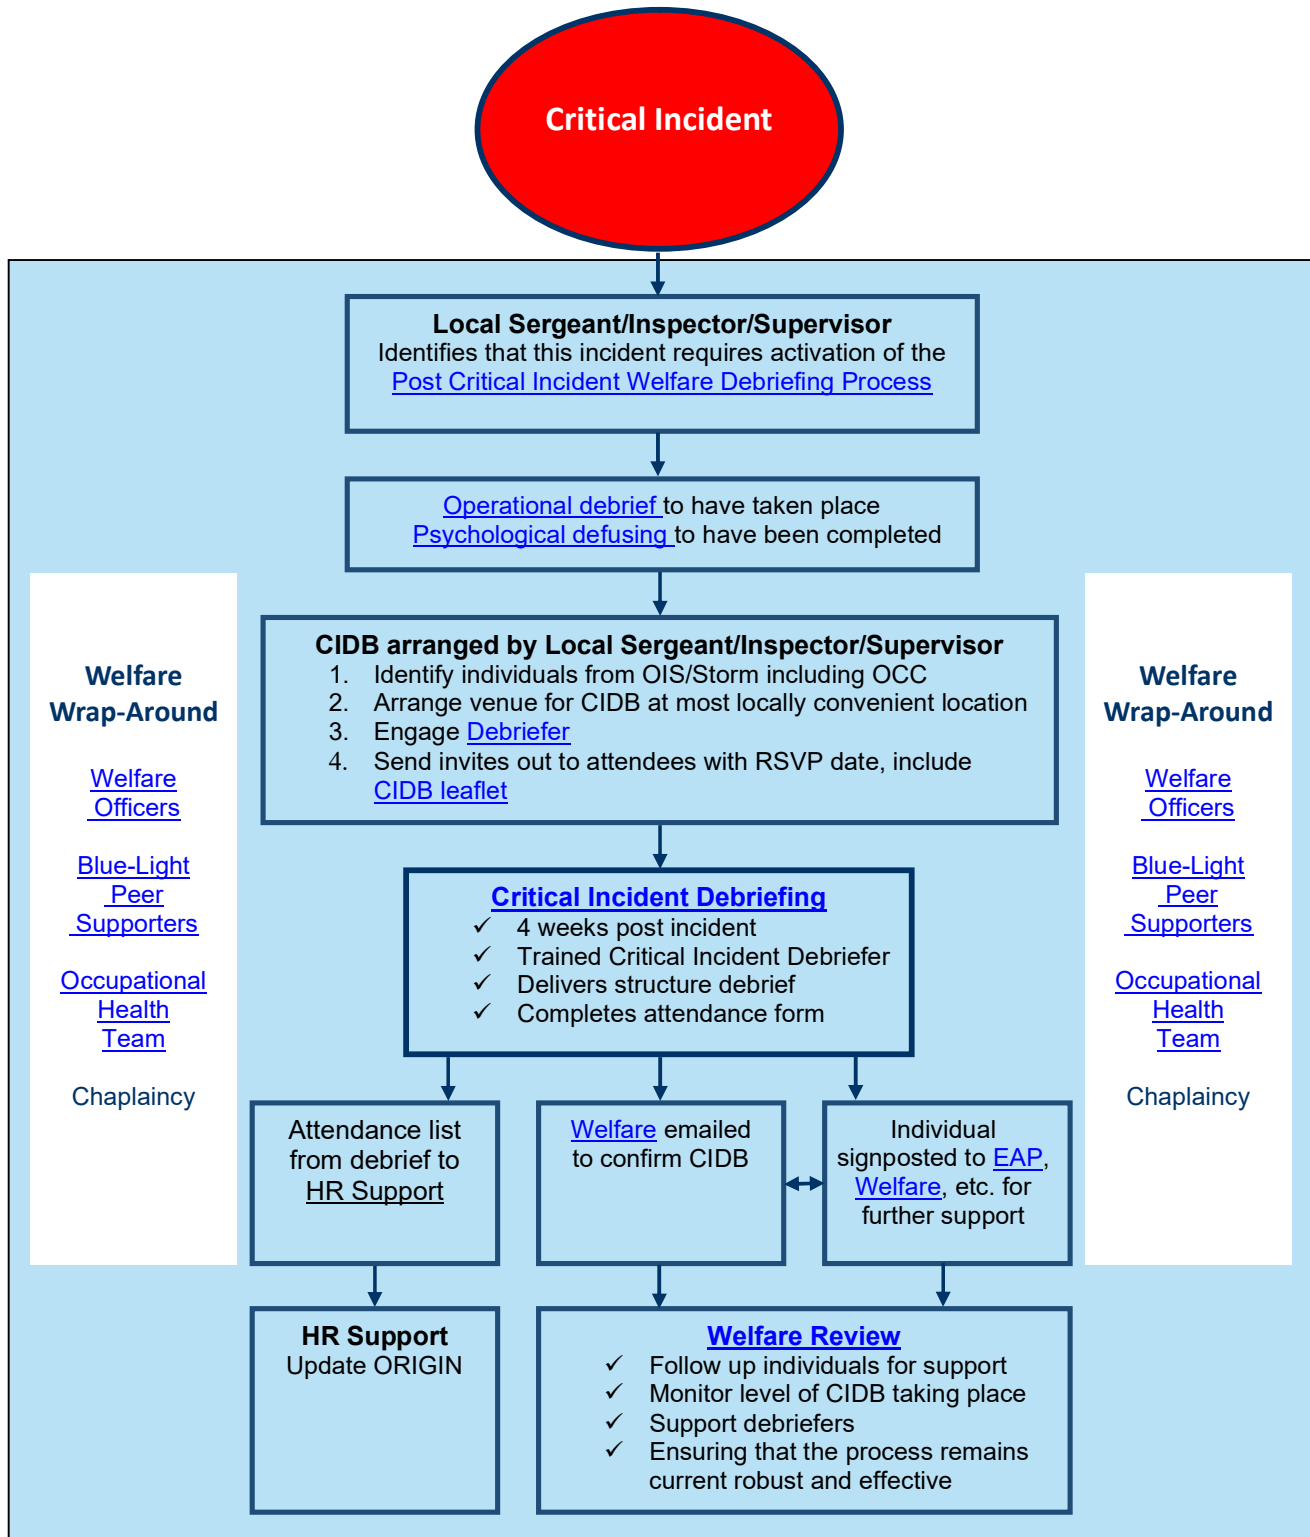 Critical Incident
Local Sergeant/Inspector/Supervisor
Identifies that this incident requires activation of the
Post Critical Incident Welfare Debriefing Process
Operational debrief to have taken place
Psychological defusing to have been completed
CIDB arranged by Local Sergeant/Inspector/Supervisor
1. Identify individuals from OIS/Storm including OCC
2. Arrange venue for CIDB at most locally convenient location
3. Engage Debriefer
4. Send invites out to attendees with RSVP date, include
CIDB leaflet
Welfare
Wrap-Around
Welfare
Officers
Blue-Light
Peer
Supporters
Occupational
Health
Team
Chaplaincy
Welfare
Wrap-Around
Welfare
Officers
Blue-Light
Peer
Supporters
Occupational
Health
Team
Chaplaincy
Critical Incident Debriefing
✓ 4 weeks post incident
✓ Trained Critical Incident Debriefer
✓ Delivers structure debrief
✓ Completes attendance form
Attendance list
from debrief to
HR Support
Welfare emailed
to confirm CIDB
Individual
signposted to EAP,
Welfare, etc. for
further support
HR Support
Update ORIGIN
Welfare Review
✓ Follow up individuals for support
✓ Monitor level of CIDB taking place
✓ Support debriefers
✓ Ensuring that the process remains
current robust and effective